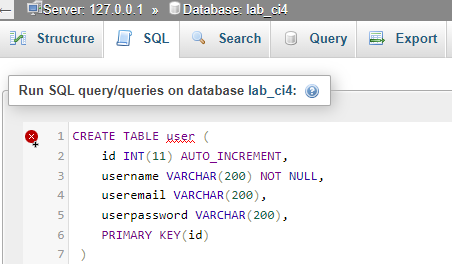 Server: 127.0.0.1 » Database: lab_ci4
Structure SQL Search Query Export
Run SQL query/queries on database lab_ci4:
1 CREATE TABLE user (
2 id INT(11) AUTO_INCREMENT,
3 username VARCHAR(200) NOT NULL,
4 useremail VARCHAR(200),
5 userpassword VARCHAR(200),
6 PRIMARY KEY(id)
7 )